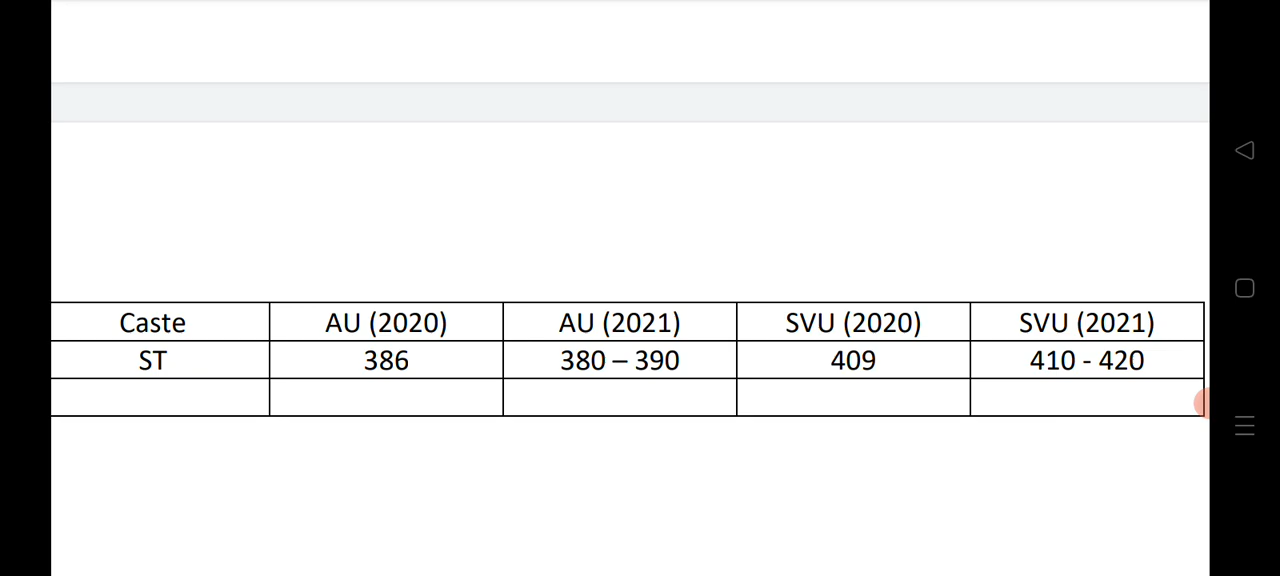 Caste AU (2020) AU (2021) SVU (2020) SVU (2021)
ST 386 380 – 390 409 410 - 420